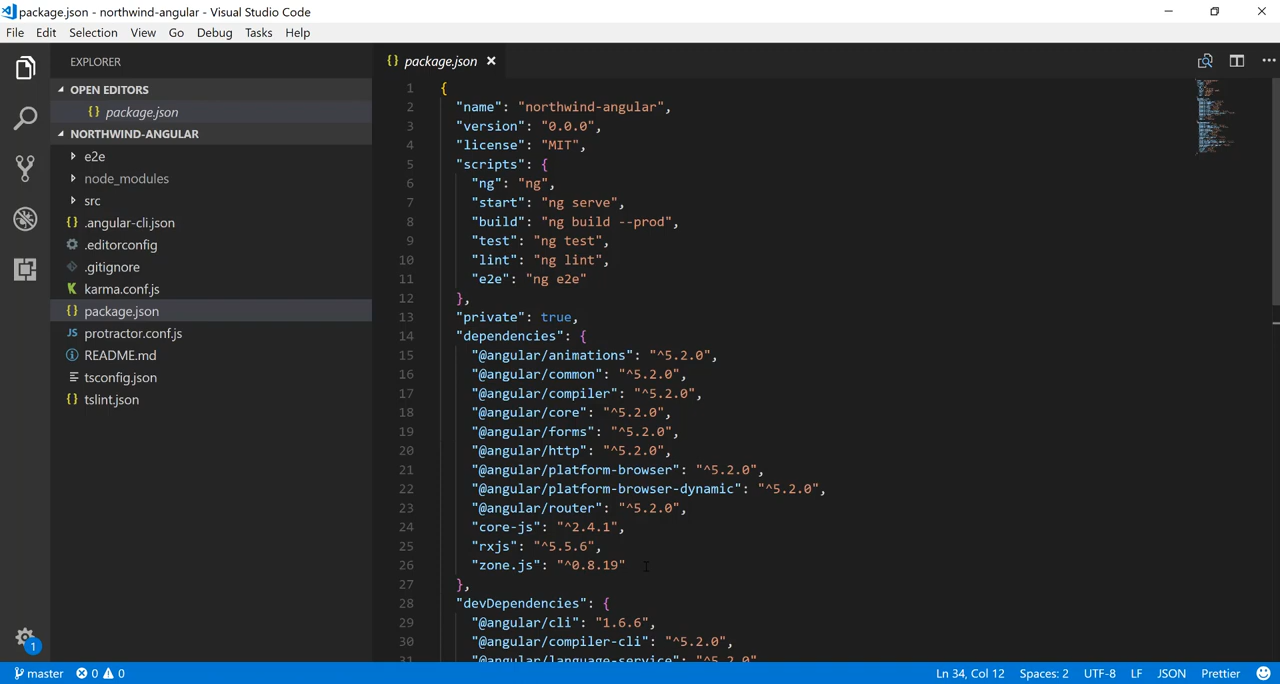 package.json - northwind-angular - Visual Studio Code
File Edit Selection View Go Debug Tasks Help
EXPLORER
OPEN EDITORS
{} package.json
NORTHWIND-ANGULAR
e2e
node_modules
src
{} .angular-cli.json
.editorconfig
.gitignore
K karma.conf.js
{} package.json
JS protractor.conf.js
README.md
tsconfig.json
{} tslint.json
1
{} package.json ×
1 {
2 "name": "northwind-angular",
3 "version": "0.0.0",
4 "license": "MIT",
5 "scripts": {
6 "ng": "ng",
7 "start": "ng serve",
8 "build": "ng build --prod",
9 "test": "ng test",
10 "lint": "ng lint",
11 "e2e": "ng e2e"
12 },
13 "private": true,
14 "dependencies": {
15 "@angular/animations": "^5.2.0",
16 "@angular/common": "^5.2.0",
17 "@angular/compiler": "^5.2.0",
18 "@angular/core": "^5.2.0",
19 "@angular/forms": "^5.2.0",
20 "@angular/http": "^5.2.0",
21 "@angular/platform-browser": "^5.2.0",
22 "@angular/platform-browser-dynamic": "^5.2.0",
23 "@angular/router": "^5.2.0",
24 "core-js": "^2.4.1",
25 "rxjs": "^5.5.6",
26 "zone.js": "^0.8.19"
27 },
28 "devDependencies": {
29 "@angular/cli": "1.6.6",
30 "@angular/compiler-cli": "^5.2.0",
31 "@angular/language-service": "^5.2.0"
master 0 0 Ln 34, Col 12 Spaces: 2 UTF-8 LF JSON Prettier